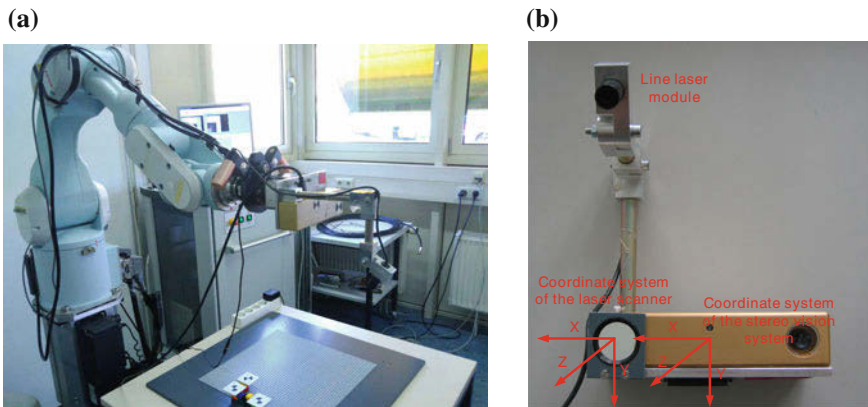 (a)
(b)
Line laser
module
Coordinate system
of the laser scanner
Coordinate system
of the stereo vision
system
X
X
Z
Z
Y
Y